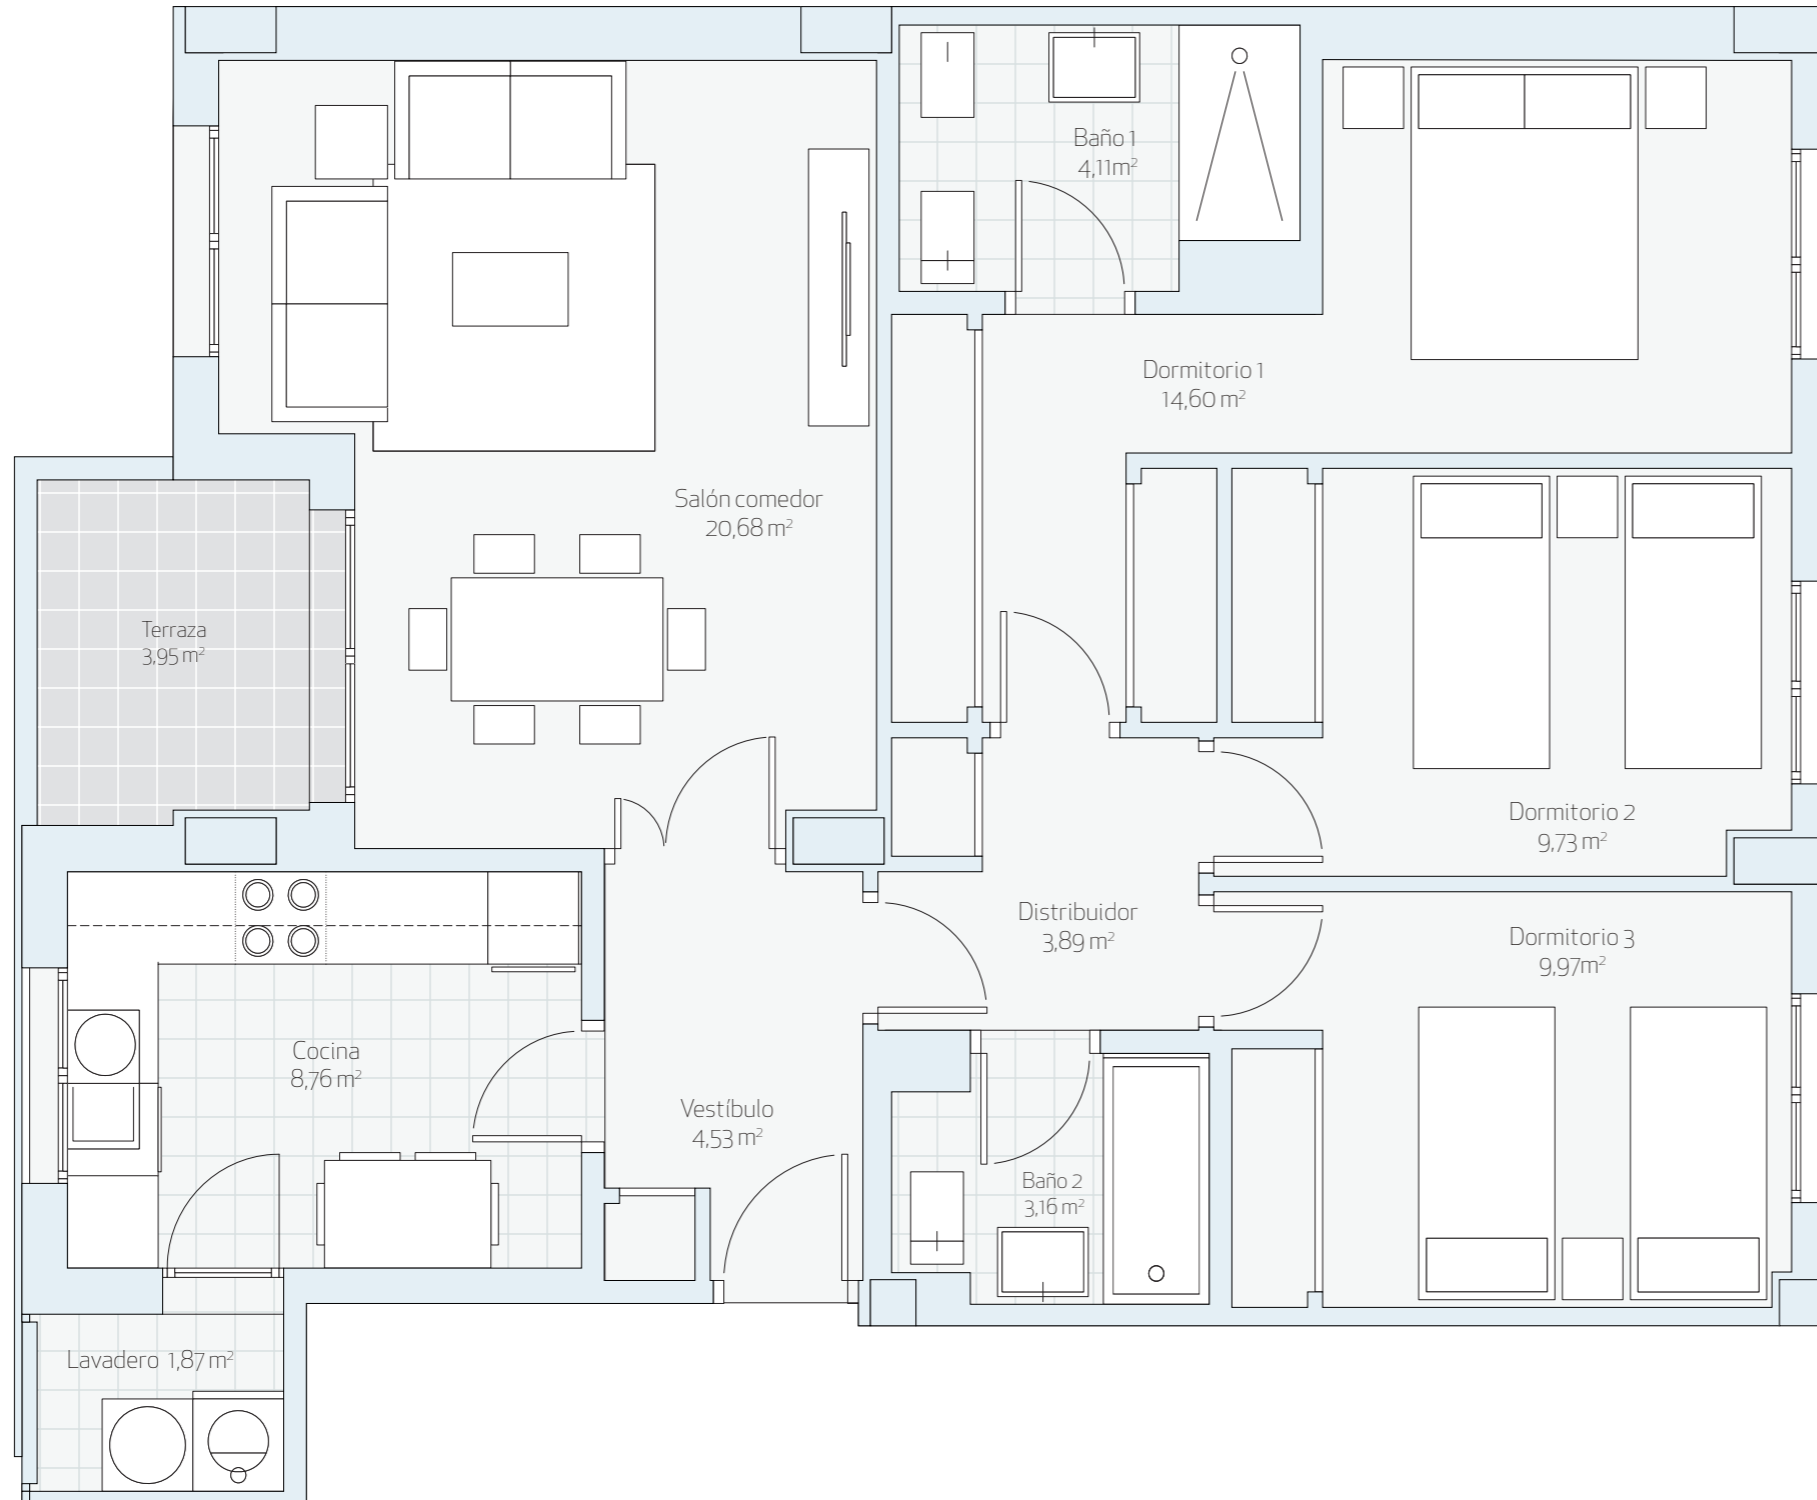 Baño 1
4,11m²
Dormitorio 1
14,60 m²
Salón comedor
20,68 m²
Terraza
3,95 m²
Dormitorio 2
9,73 m²
Distribuidor
3,89 m²
Dormitorio 3
9,97m²
Cocina
8,76 m²
Vestíbulo
4,53 m²
Baño 2
3,16 m²
Lavadero 1,87 m²